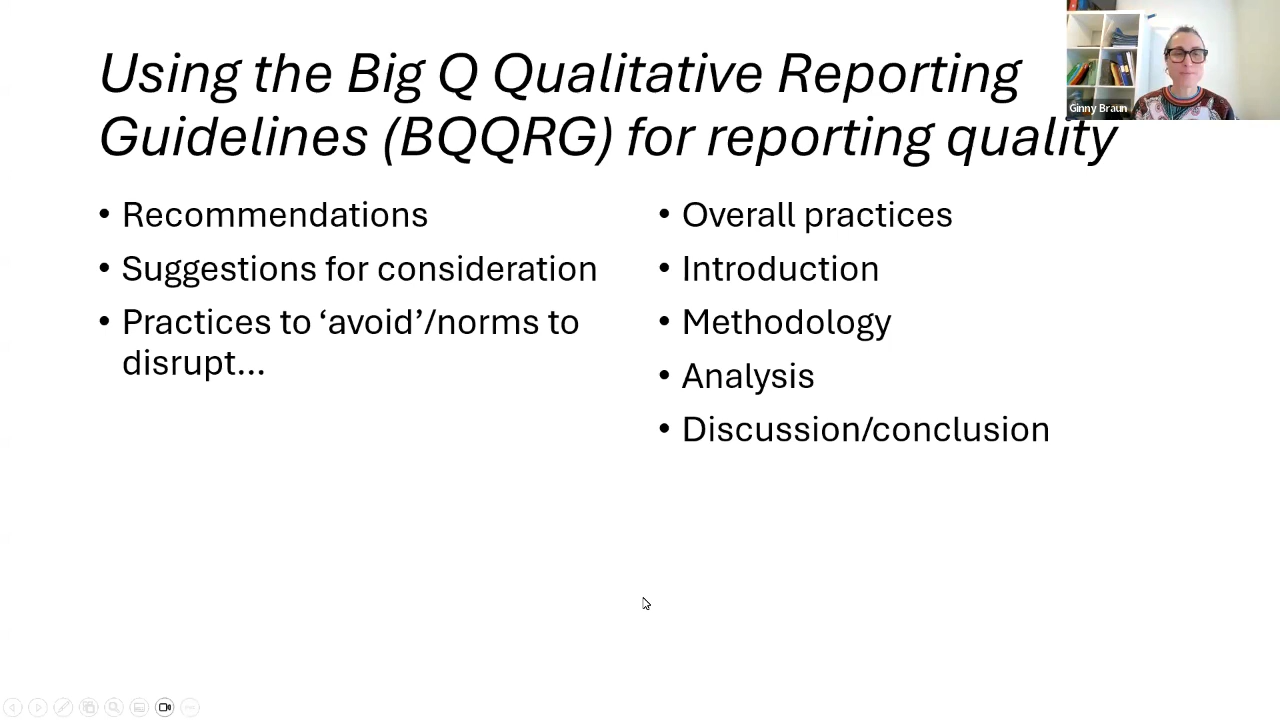 Using the Big Q Qualitative Reporting
Guidelines (BQQRG) for reporting quality
Ginny Braun
• Recommendations
• Suggestions for consideration
• Practices to ‘avoid’/norms to
disrupt...
• Overall practices
• Introduction
• Methodology
• Analysis
• Discussion/conclusion